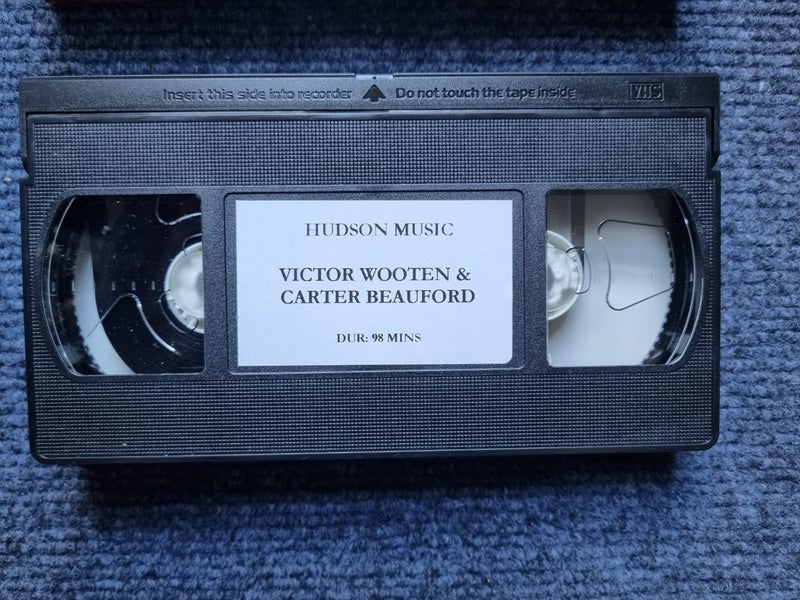 Insert this side into recorder Do not touch the tape inside VHS
HUDSON MUSIC
VICTOR WOOTEN &
CARTER BEAUFORD
DUR: 98 MINS